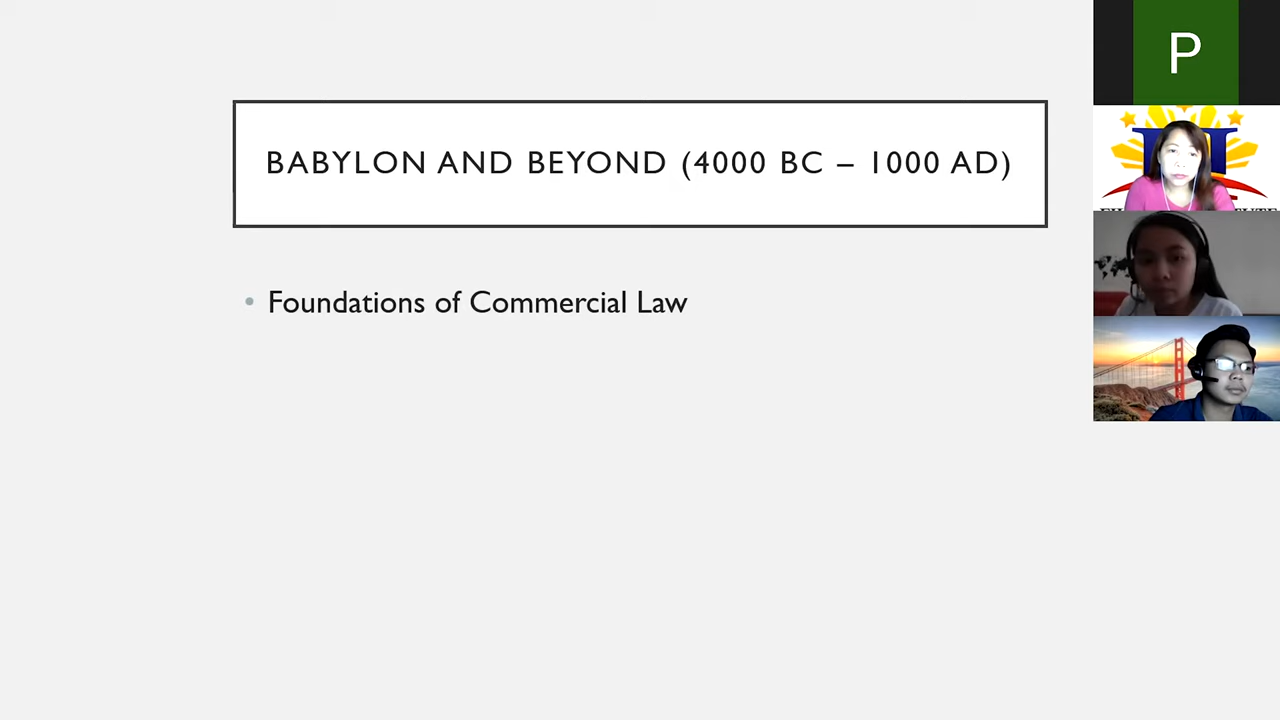 BABYLON AND BEYOND (4000 BC – 1000 AD)
• Foundations of Commercial Law
P